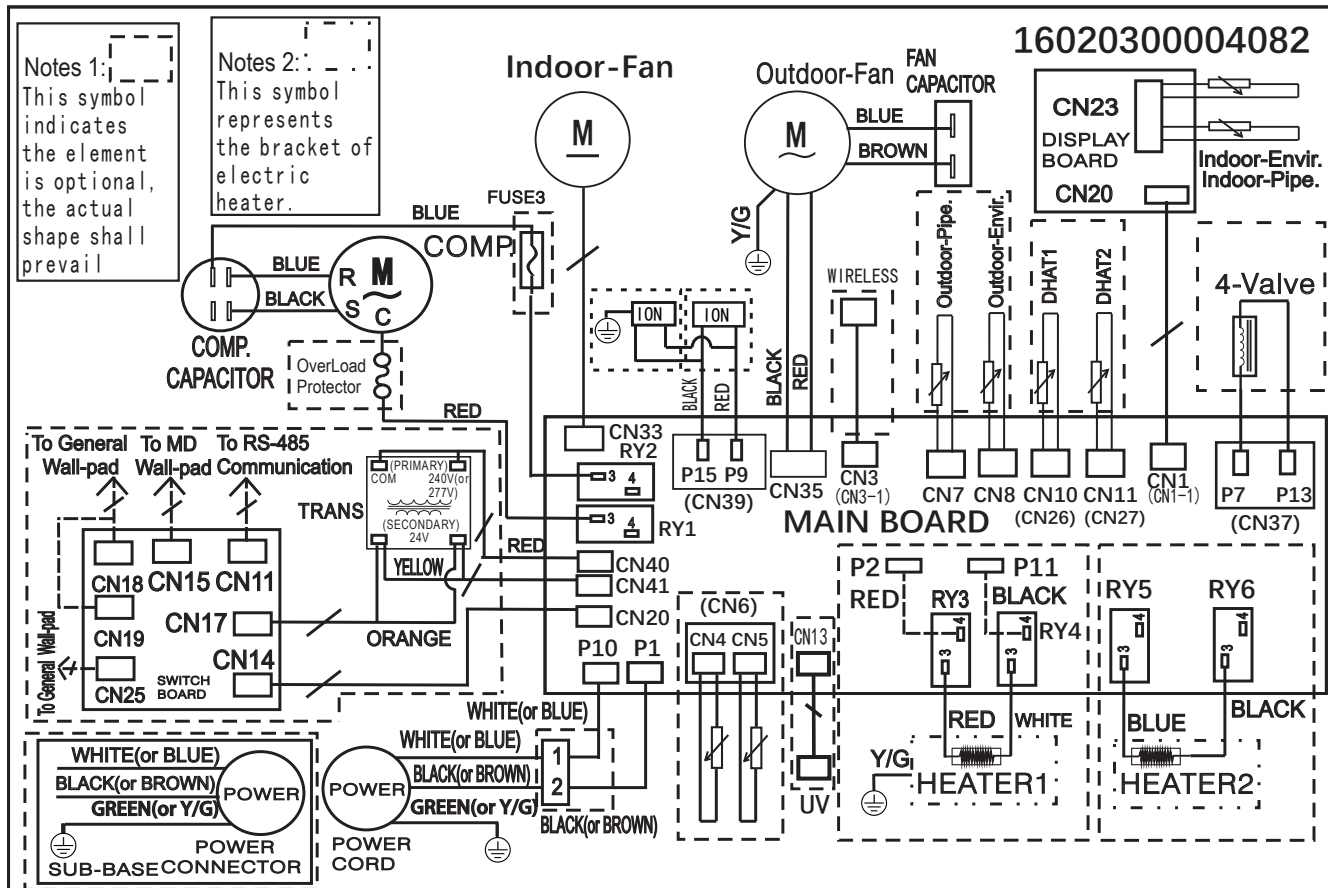 16020300004082
Notes 1:
This symbol
indicates
the element
is optional,
the actual
shape shall
prevail
Notes 2:
This symbol
represents
the bracket of
electric
heater.
Indoor-Fan
M
Outdoor-Fan
M
FAN
CAPACITOR
BLUE
BROWN
Y/G
CN23
DISPLAY
BOARD
CN20
Indoor-Envir.
Indoor-Pipe.
FUSE3
BLUE
COMP.
BLUE
BLACK
R
S
C
M
COMP.
CAPACITOR
OverLoad
Protector
RED
ION
ION
BLACK
RED
BLACK
RED
WIRELESS
Outdoor-Pipe.
Outdoor-Envir.
DHAT1
DHAT2
4-Valve
To General
Wall-pad
To MD
Wall-pad
To RS-485
Communication
TRANS
(PRIMARY)
COM
240V(or
277V)
(SECONDARY)
24V
YELLOW
RED
ORANGE
CN18
CN15
CN11
CN19
CN17
CN25
CN14
SWITCH
BOARD
To General Wall-pad
CN33
RY2
3
4
3
4
RY1
CN40
CN41
CN20
P10
P1
P15
P9
(CN39)
CN35
CN3
(CN3-1)
CN7
CN8
CN10
(CN26)
CN11
(CN27)
CN1
(CN1-1)
P7
P13
(CN37)
MAIN BOARD
(CN6)
CN4
CN5
CN13
UV
P2
RED
RY3
4
3
P11
BLACK
RY4
4
3
RED
WHITE
Y/G
HEATER1
RY5
4
3
RY6
4
3
BLUE
BLACK
HEATER2
WHITE(or BLUE)
WHITE(or BLUE)
BLACK(or BROWN)
GREEN(or Y/G)
1
2
BLACK(or BROWN)
POWER
POWER
CORD
WHITE(or BLUE)
BLACK(or BROWN)
GREEN(or Y/G)
POWER
POWER
CONNECTOR
SUB-BASE